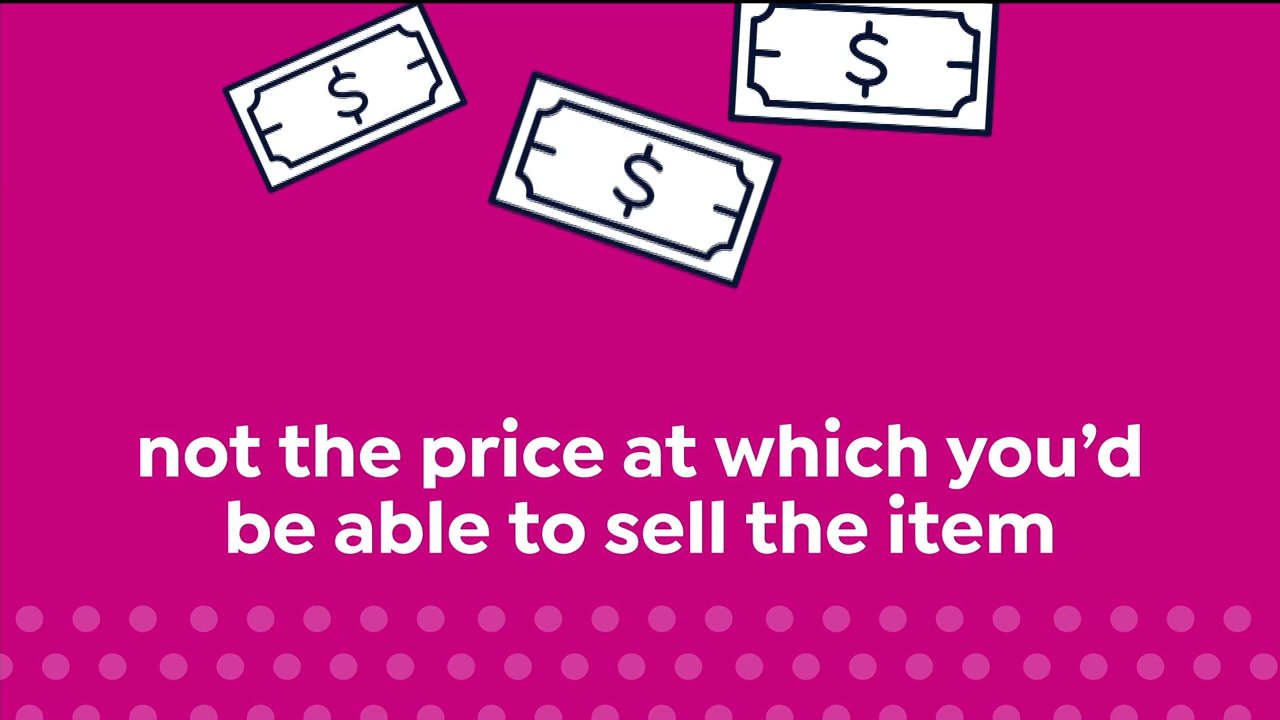 $
$
$
not the price at which you’d
be able to sell the item